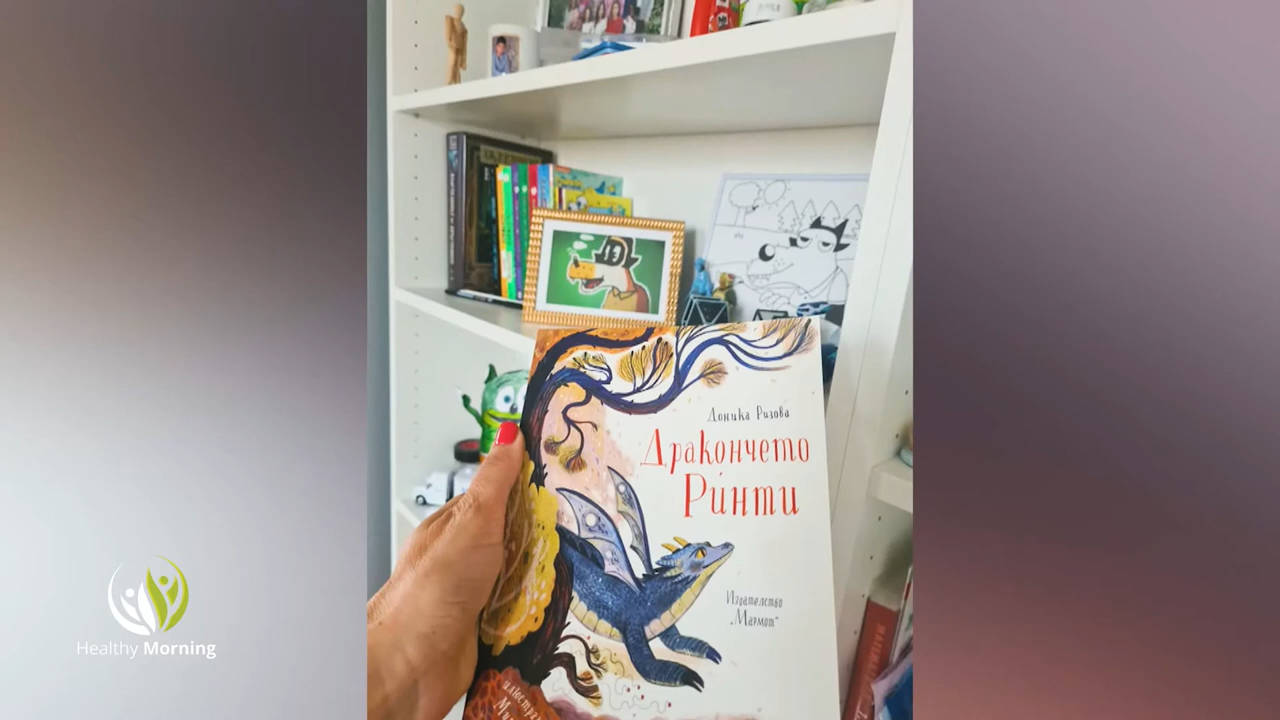 Доника Ризова
Дракончето
Ринти
Издателство
„Мармот“
Healthy Morning